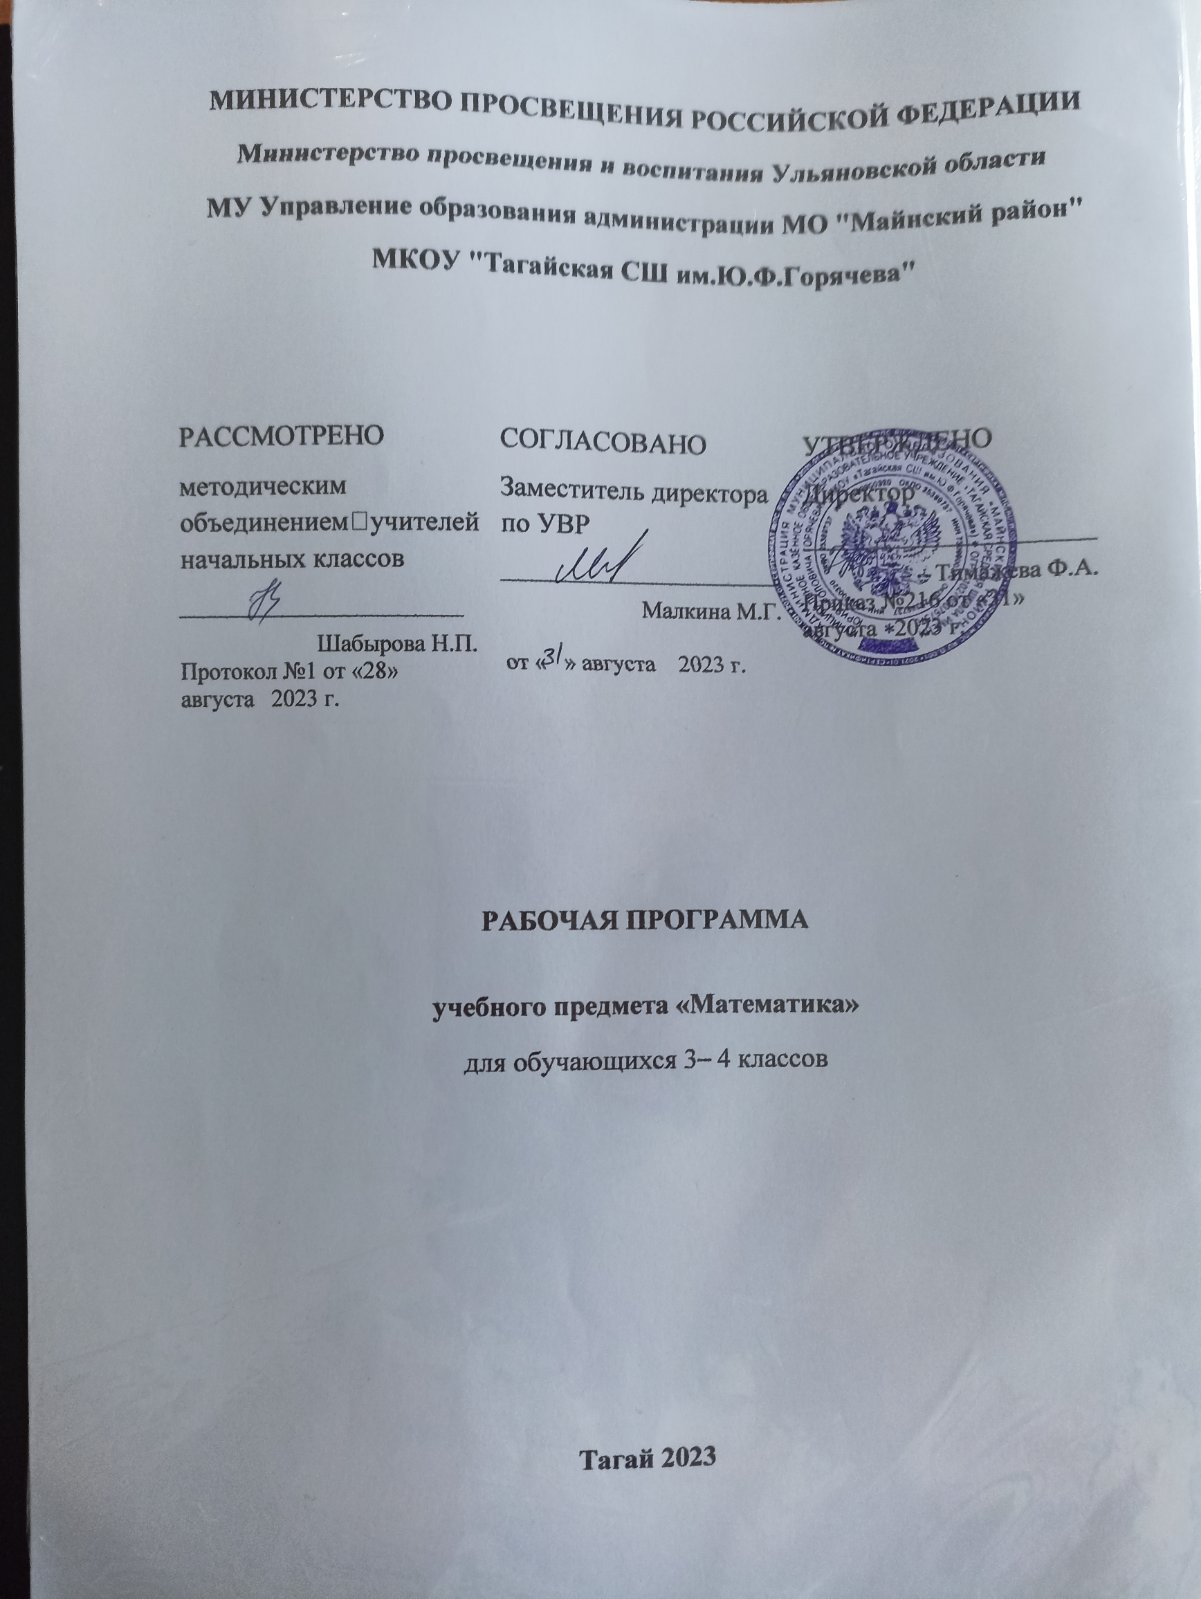 МИНИСТЕРСТВО ПРОСВЕЩЕНИЯ РОССИЙСКОЙ ФЕДЕРАЦИИ
Министерство просвещения и воспитания Ульяновской области
МУ Управление образования администрации МО "Майнский район"
МКОУ "Тагайская СШ им.Ю.Ф.Горячева"
РАССМОТРЕНО
методическим
объединением□учителей
начальных классов
Шабырова Н.П.
Протокол №1 от «28»
августа 2023 г.
СОГЛАСОВАНО
Заместитель директора
по УВР
Малкина М.Г.
от «31» августа 2023 г.
УТВЕРЖДЕНО
Директор
Тимажева Ф.А.
Приказ №216 от «31»
августа 2023 г.
РАБОЧАЯ ПРОГРАММА
учебного предмета «Математика»
для обучающихся 3– 4 классов
Тагай 2023